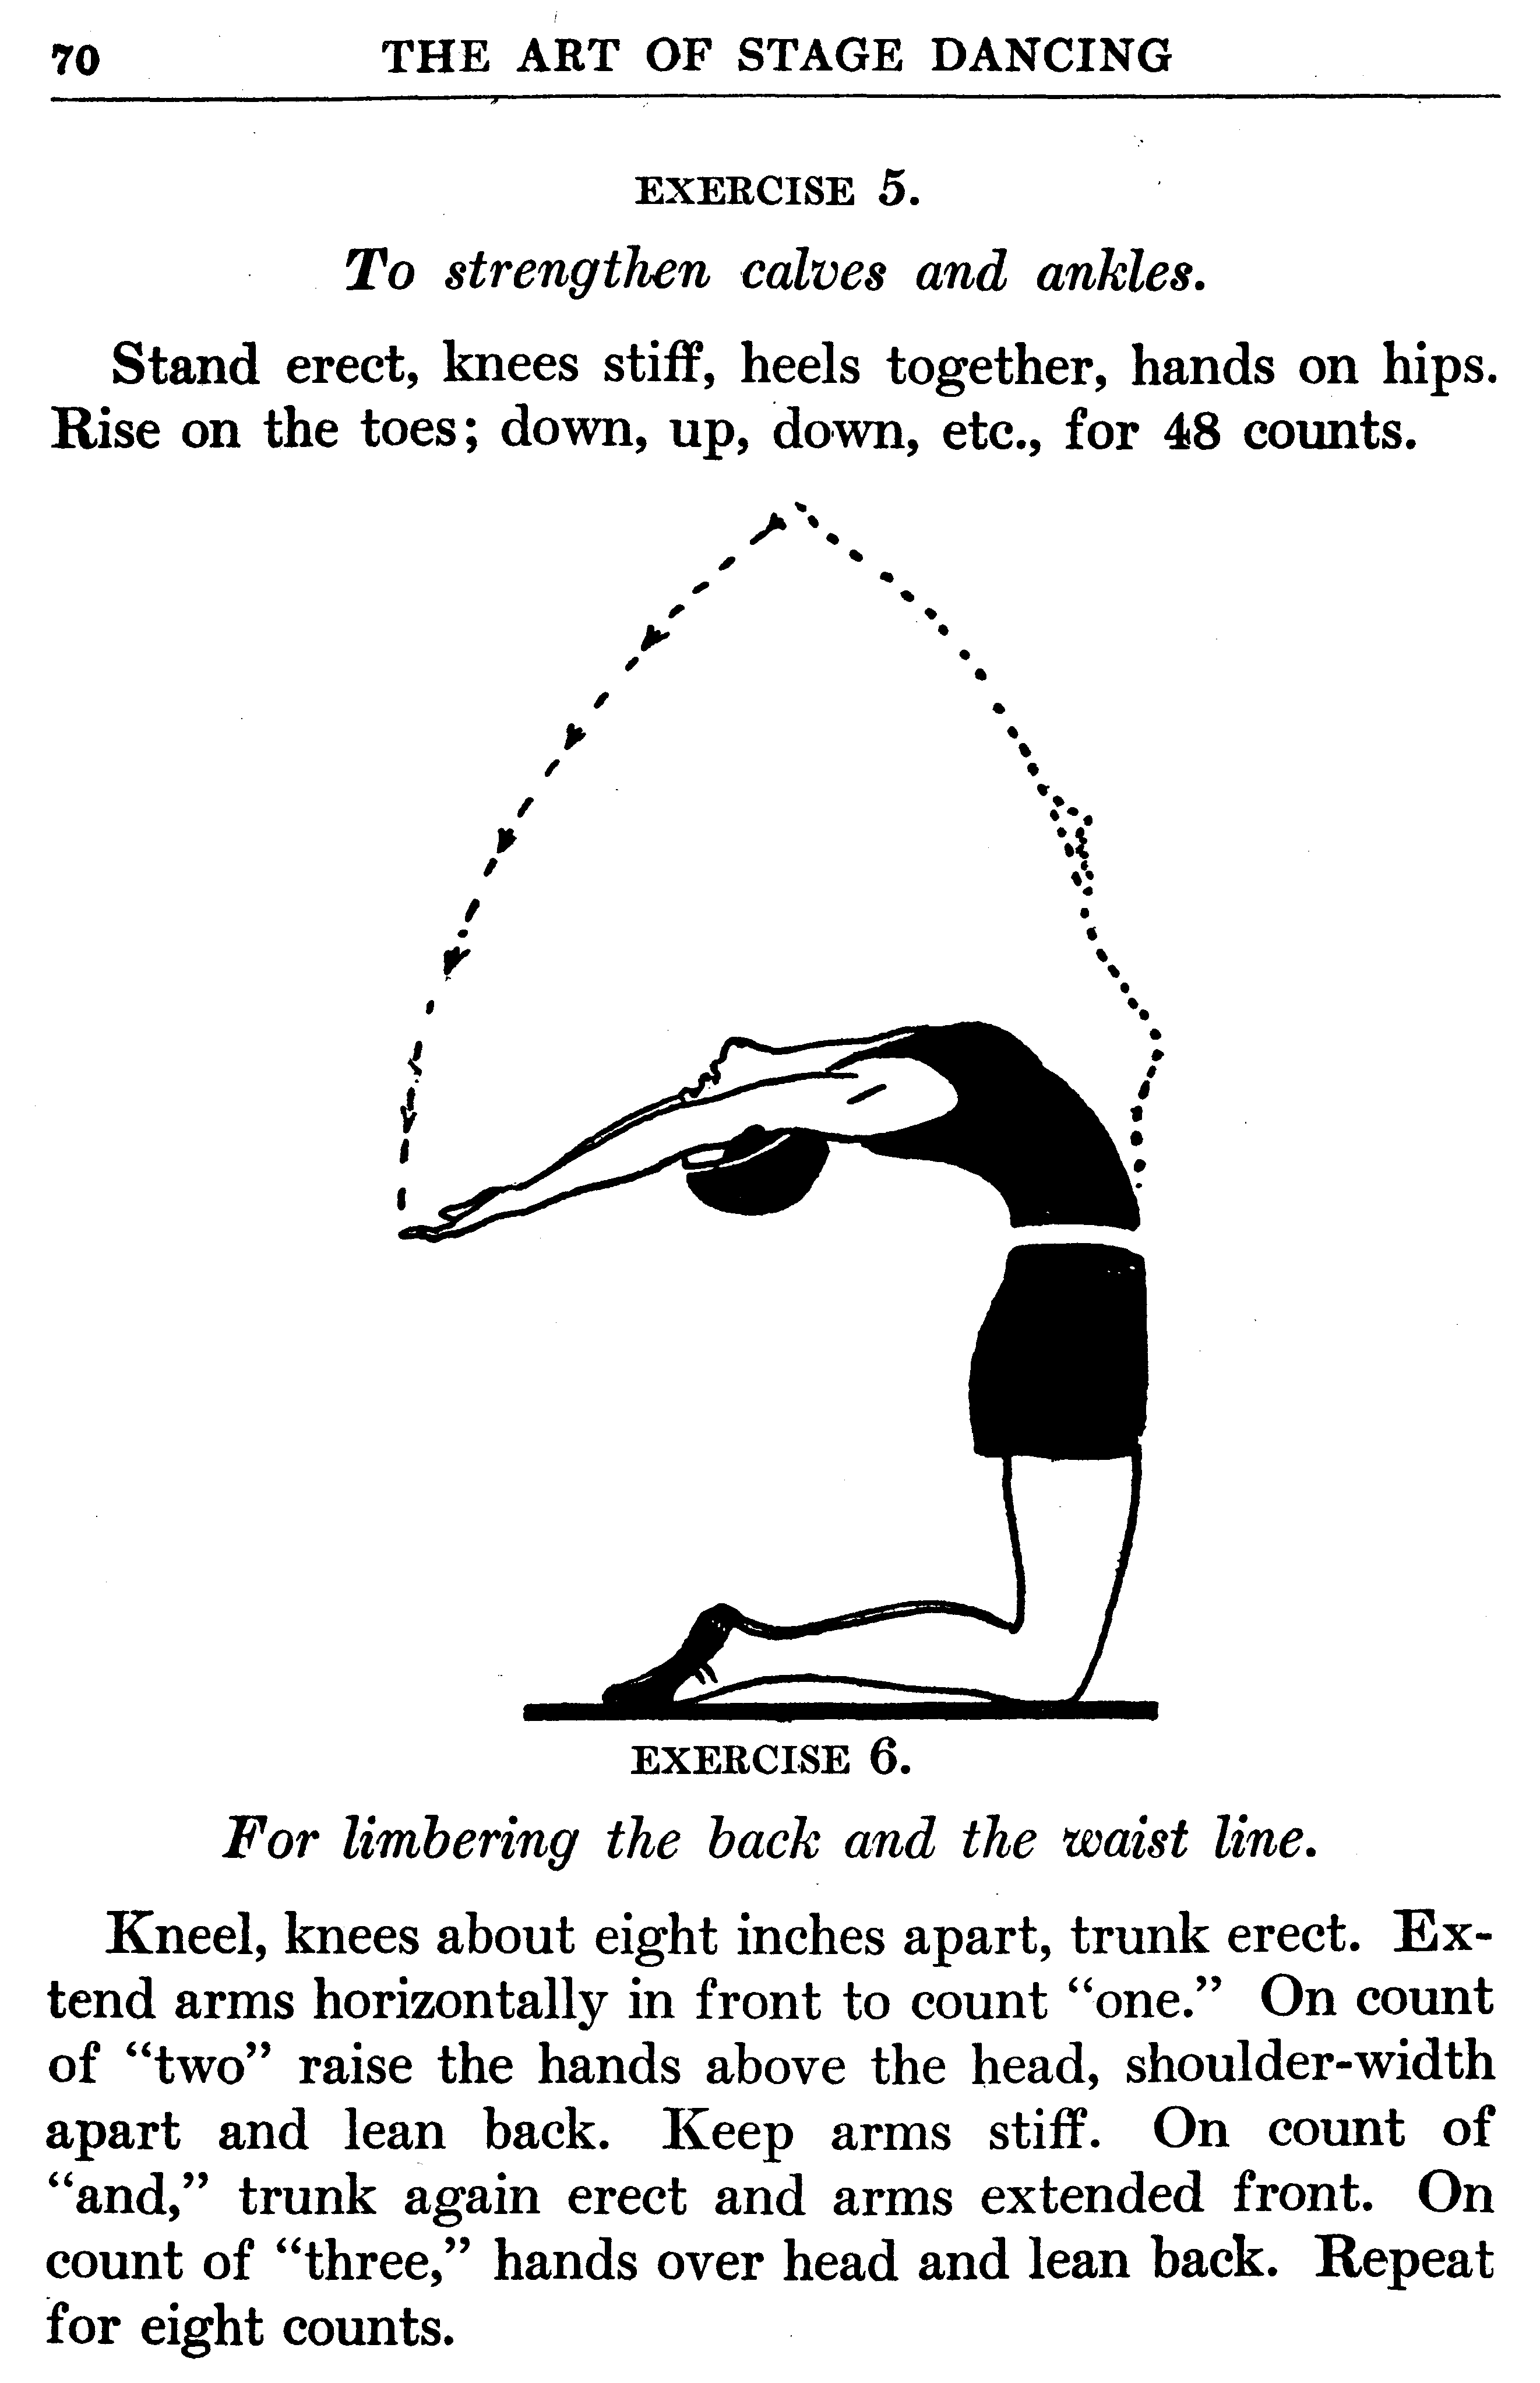 70 THE ART OF STAGE DANCING
EXERCISE 5.
To strengthen calves and ankles.
Stand erect, knees stiff, heels together, hands on hips.
Rise on the toes; down, up, down, etc., for 48 counts.
EXERCISE 6.
For limbering the back and the waist line.
Kneel, knees about eight inches apart, trunk erect. Ex-
tend arms horizontally in front to count “one.” On count
of “two” raise the hands above the head, shoulder-width
apart and lean back. Keep arms stiff. On count of
“and,” trunk again erect and arms extended front. On
count of “three,” hands over head and lean back. Repeat
for eight counts.